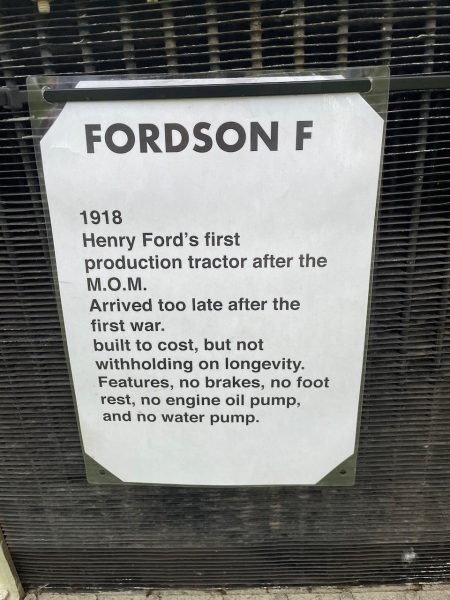 FORDSON F
1918
Henry Ford's first
production tractor after the
M.O.M.
Arrived too late after the
first war.
built to cost, but not
withholding on longevity.
Features, no brakes, no foot
rest, no engine oil pump,
and no water pump.